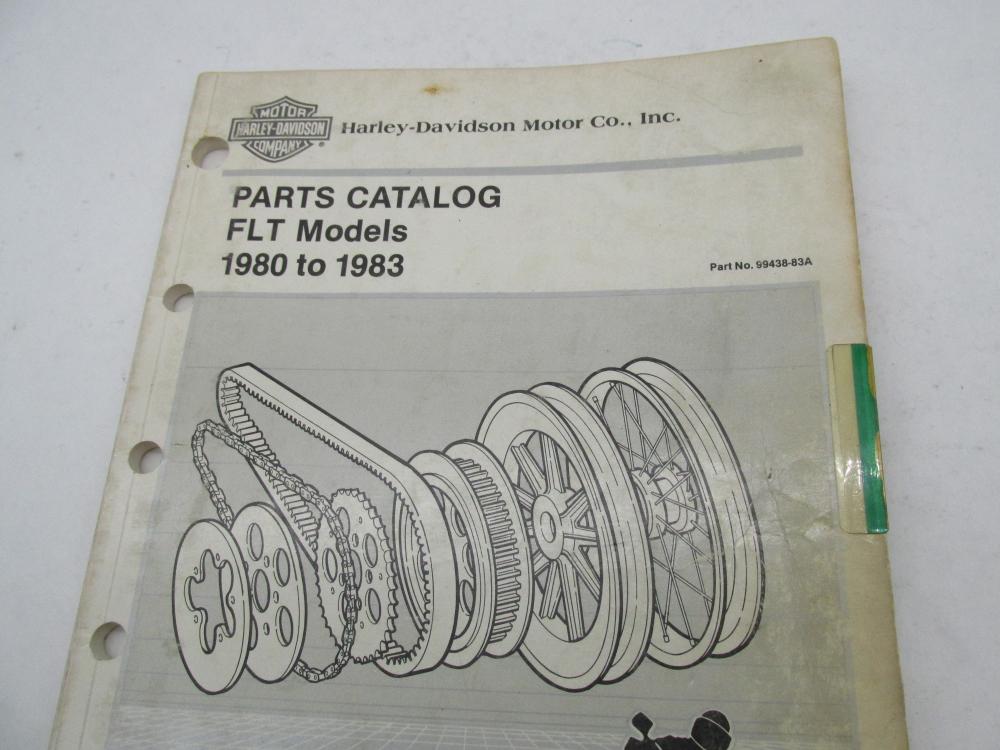 MOTOR
HARLEY-DAVIDSON
COMPANY
®
Harley-Davidson Motor Co., Inc.
PARTS CATALOG
FLT Models
1980 to 1983
Part No. 99438-83A